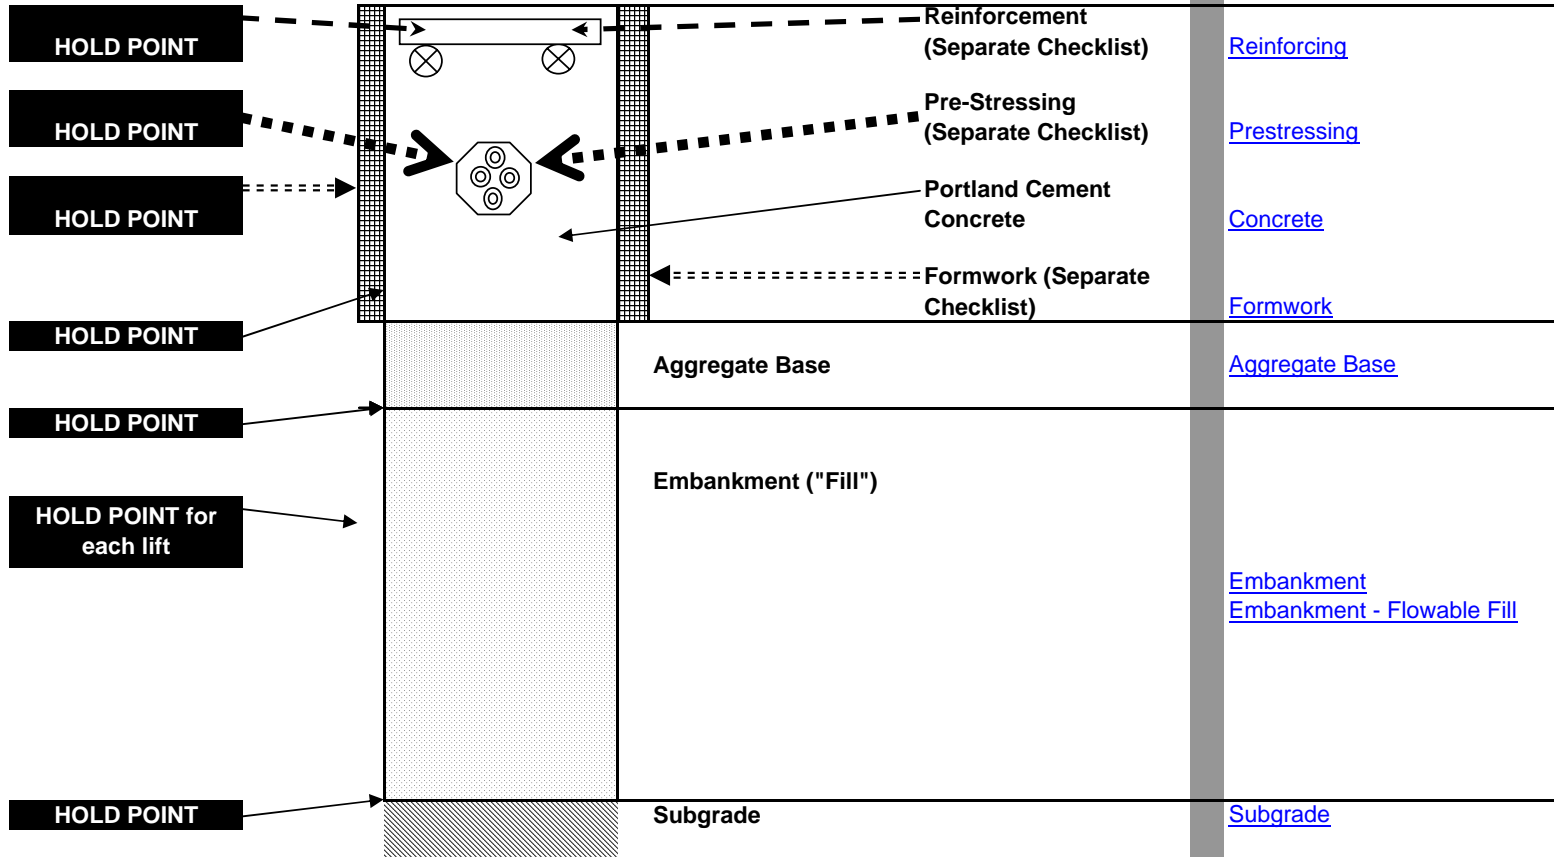 HOLD POINT
Reinforcement
(Separate Checklist)
Reinforcing
HOLD POINT
Pre-Stressing
(Separate Checklist)
Prestressing
HOLD POINT
Portland Cement
Concrete
Concrete
Formwork (Separate
Checklist)
Formwork
HOLD POINT
Aggregate Base
Aggregate Base
HOLD POINT
Embankment ("Fill")
HOLD POINT for
each lift
Embankment
Embankment - Flowable Fill
HOLD POINT
Subgrade
Subgrade